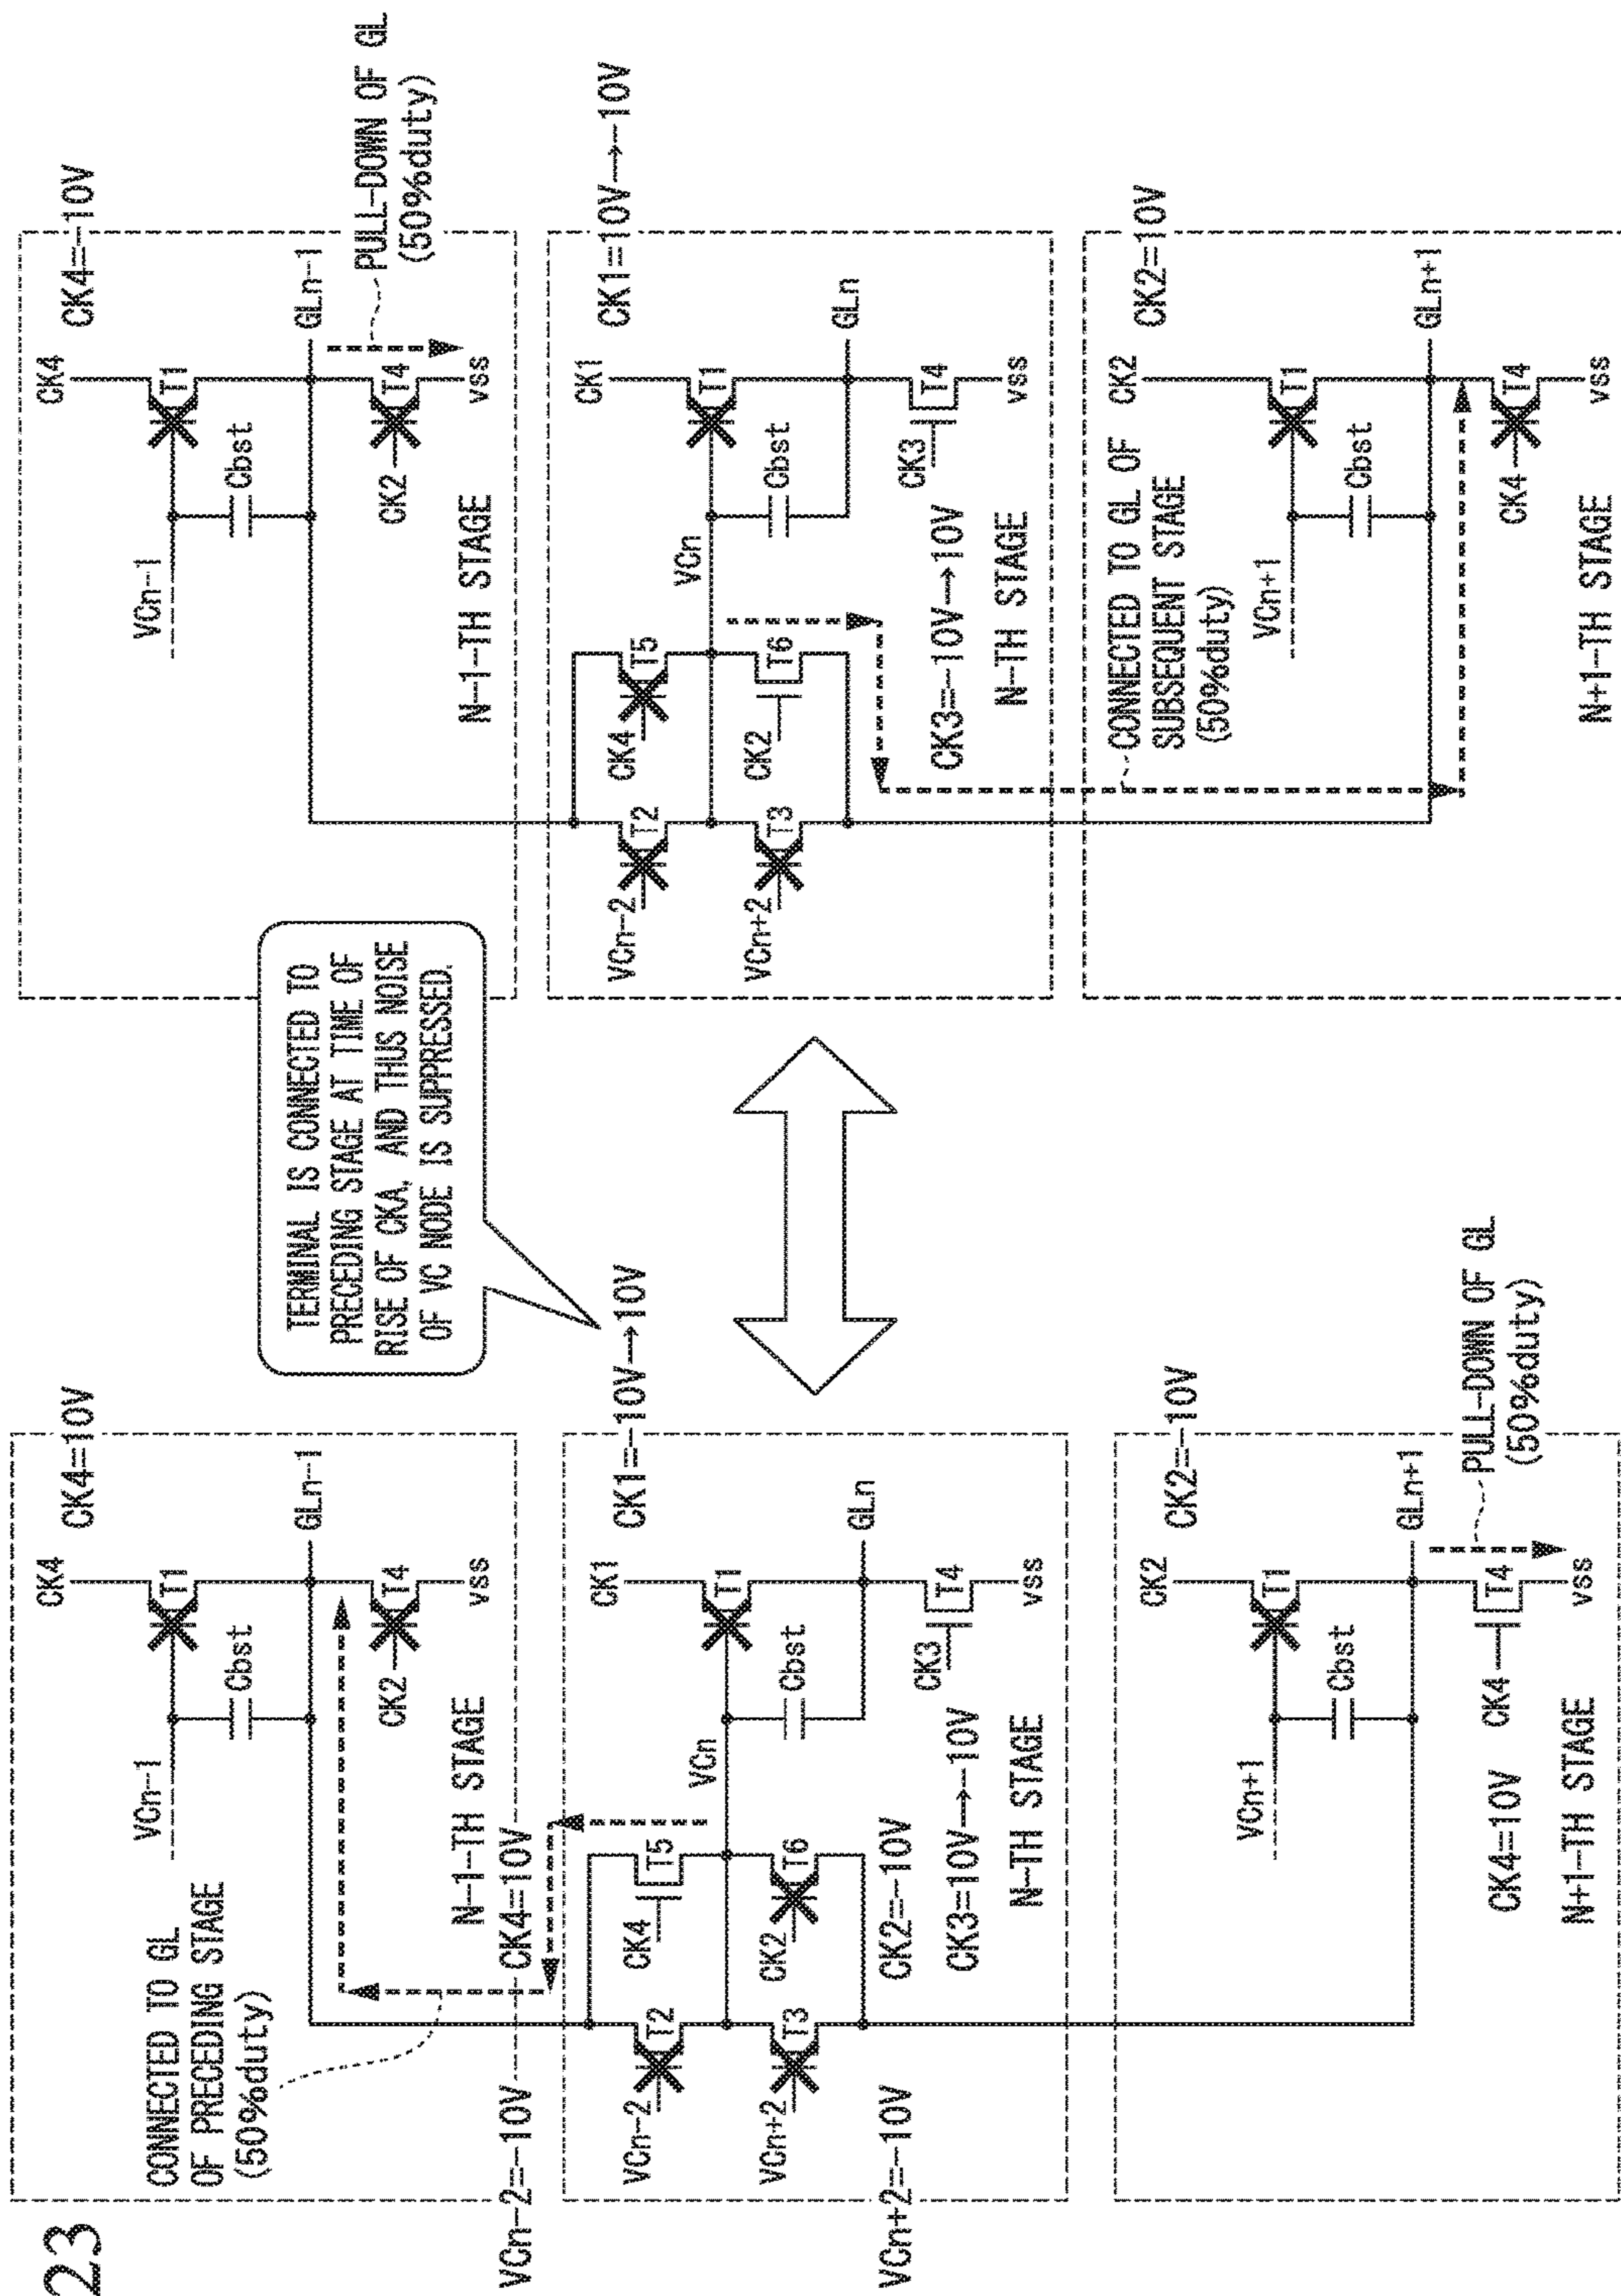 23
CONNECTED TO GL
OF PRECEDING STAGE
(50%duty)
CK4
CK4=10V
VCn-1
T1
Cbst
GLn-1
CK2
T4
vss
N-1-TH STAGE
VCn-2=-10V
CK4=10V
CK1=-10V→10V
CK1
VCn-2
T2
CK4
T5
VCn
T1
Cbst
GLn
VCn+2
T3
CK2
T6
CK3
T4
vss
VCn+2=-10V
CK2=-10V
CK3=10V→-10V
N-TH STAGE
CK2
CK2=-10V
VCn+1
T1
Cbst
GLn+1
CK4=10V
CK4
T4
vss
PULL-DOWN OF GL
(50%duty)
N+1-TH STAGE
TERMINAL IS CONNECTED TO
PRECEDING STAGE AT TIME OF
RISE OF CKA, AND THUS NOISE
OF VC NODE IS SUPPRESSED.
CK4
CK4=-10V
VCn-1
T1
Cbst
GLn-1
CK2
T4
vss
PULL-DOWN OF GL
(50%duty)
N-1-TH STAGE
CK1
CK1=10V→-10V
VCn-2
T2
CK4
T5
VCn
T1
Cbst
GLn
VCn+2
T3
CK2
T6
CK3
T4
vss
CK3=-10V→10V
N-TH STAGE
CONNECTED TO GL OF
SUBSEQUENT STAGE
(50%duty)
CK2
CK2=10V
VCn+1
T1
Cbst
GLn+1
CK4
T4
vss
N+1-TH STAGE